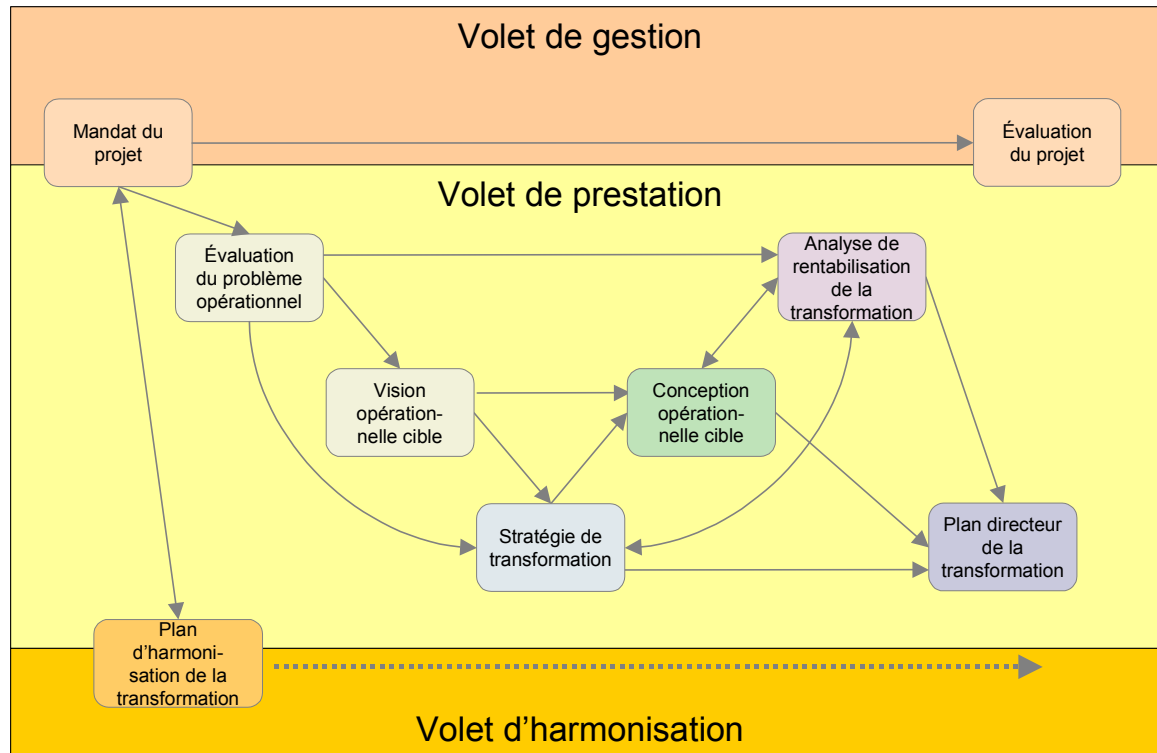 Volet de gestion
Mandat du
projet
Évaluation
du projet
Volet de prestation
Évaluation
du problème
opérationnel
Analyse de
rentabilisation
de la
transformation
Vision
opération-
nelle cible
Conception
opération-
nelle cible
Stratégie de
transformation
Plan directeur
de la
transformation
Plan
d’harmoni-
sation de la
transformation
Volet d’harmonisation